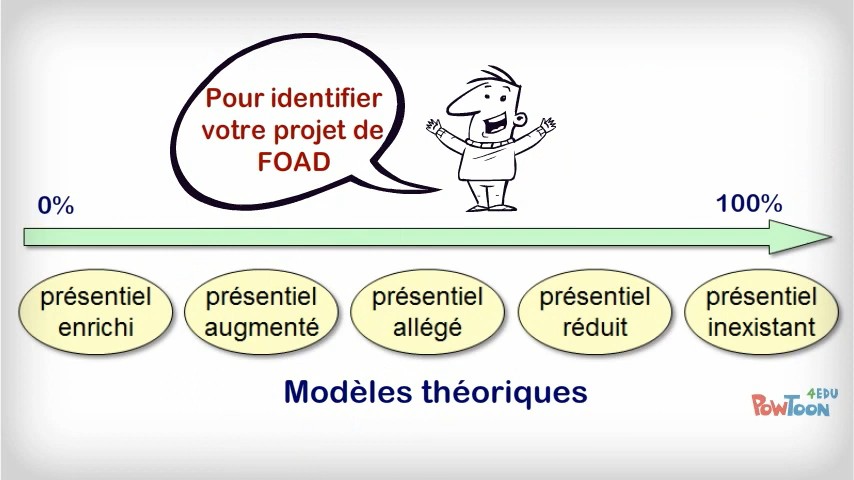 Pour identifier
votre projet de
FOAD
0%
100%
présentiel
enrichi
présentiel
augmenté
présentiel
allégé
présentiel
réduit
présentiel
inexistant
Modèles théoriques
4EDU
POWTOON